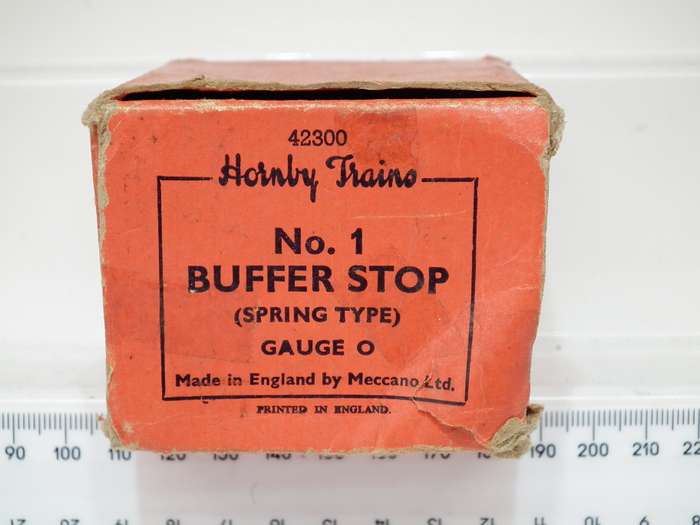 42300
Hornby Trains
No. 1
BUFFER STOP
(SPRING TYPE)
GAUGE O
Made in England by Meccano Ltd.
PRINTED IN ENGLAND.
90 100 110 120 130 140 150 160 170 180 190 200 210